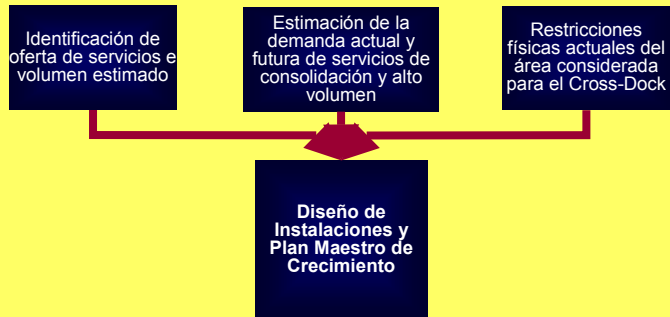 Identificación de
oferta de servicios e
volumen estimado
Estimación de la
demanda actual y
futura de servicios de
consolidación y alto
volumen
Restricciones
físicas actuales del
área considerada
para el Cross-Dock
Diseño de
Instalaciones y
Plan Maestro de
Crecimiento